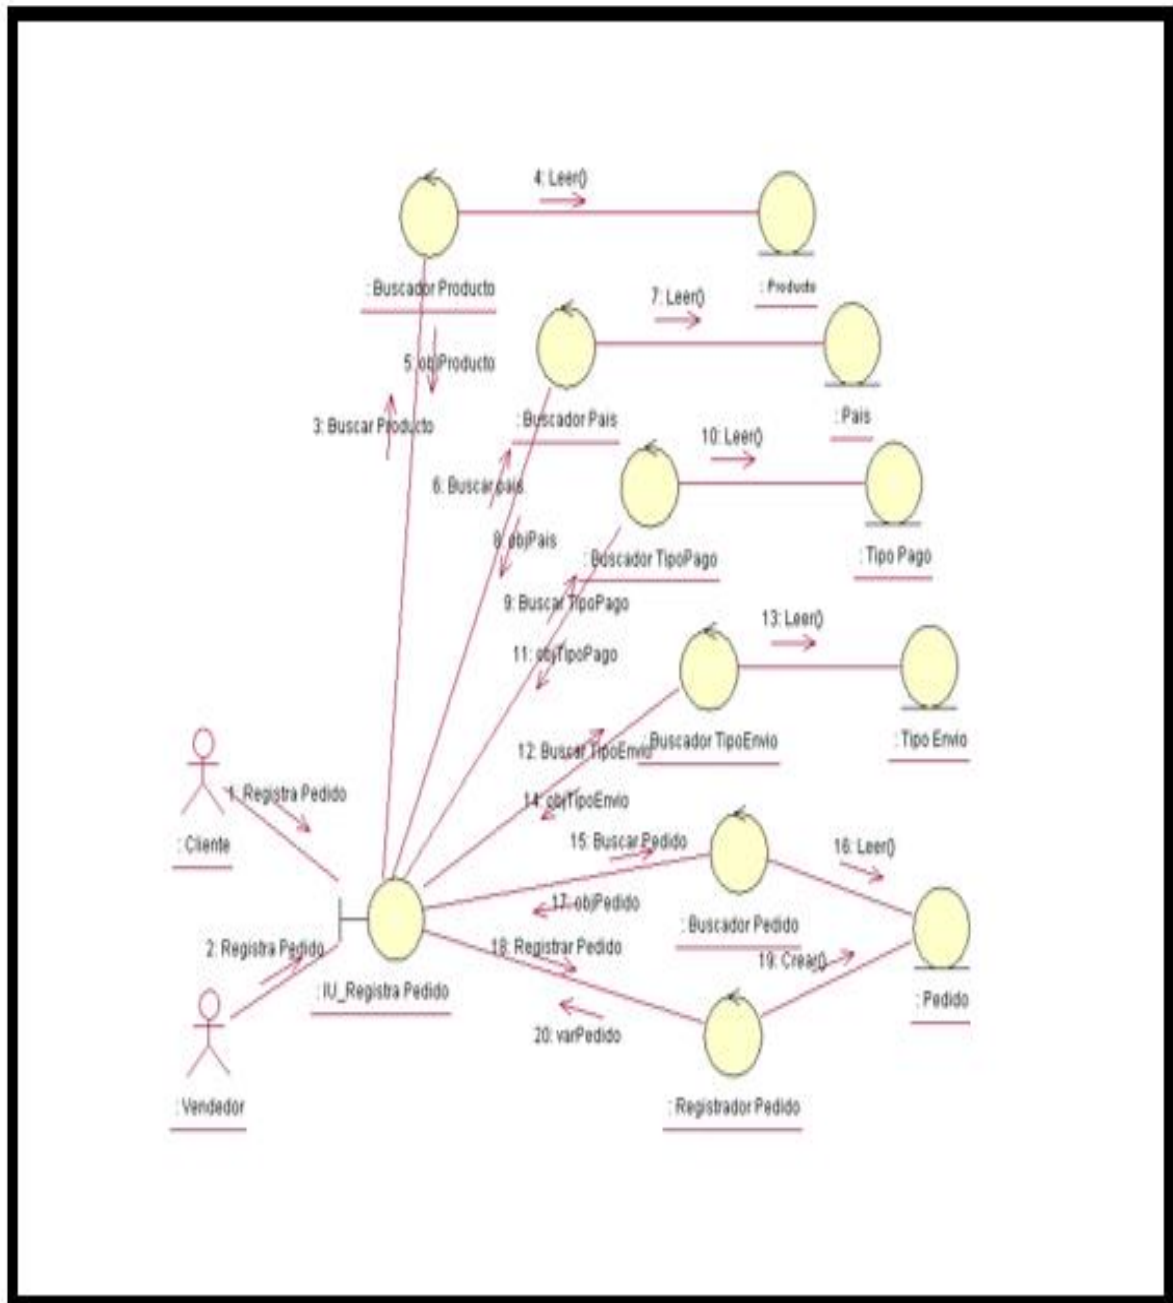 4: Leer()
: Buscador Producto
: Producto
7: Leer()
5: objProducto
3: Buscar Producto
: Buscador Pais
: Pais
10: Leer()
6: Buscar pais
8: objPais
: Buscador TipoPago
: Tipo Pago
9: Buscar TipoPago
13: Leer()
11: objTipoPago
12: Buscar TipoEnvio
: Buscador TipoEnvio
: Tipo Envio
1: Registra Pedido
14: objTipoEnvio
: Cliente
15: Buscar Pedido
16: Leer()
17: objPedido
: Buscador Pedido
2: Registra Pedido
18: Registrar Pedido
19: Crear()
: IU_Registra Pedido
: Pedido
20: varPedido
: Vendedor
: Registrador Pedido